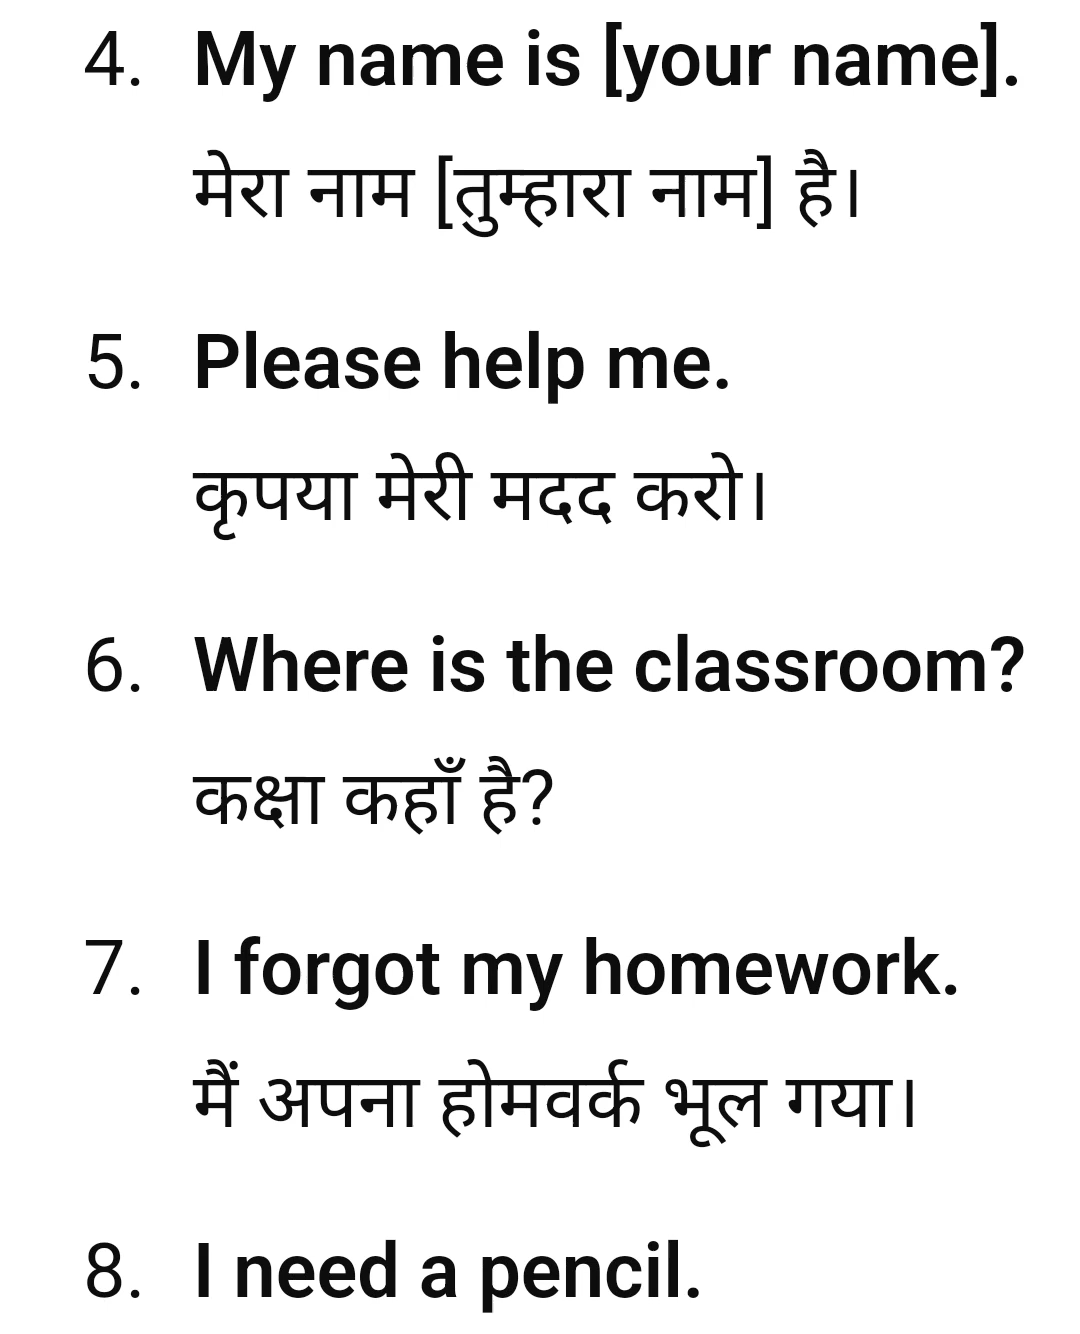 4. My name is [your name].
मेरा नाम [तुम्हारा नाम] है।
5. Please help me.
कृपया मेरी मदद करो।
6. Where is the classroom?
कक्षा कहाँ है?
7. I forgot my homework.
मैं अपना होमवर्क भूल गया।
8. I need a pencil.